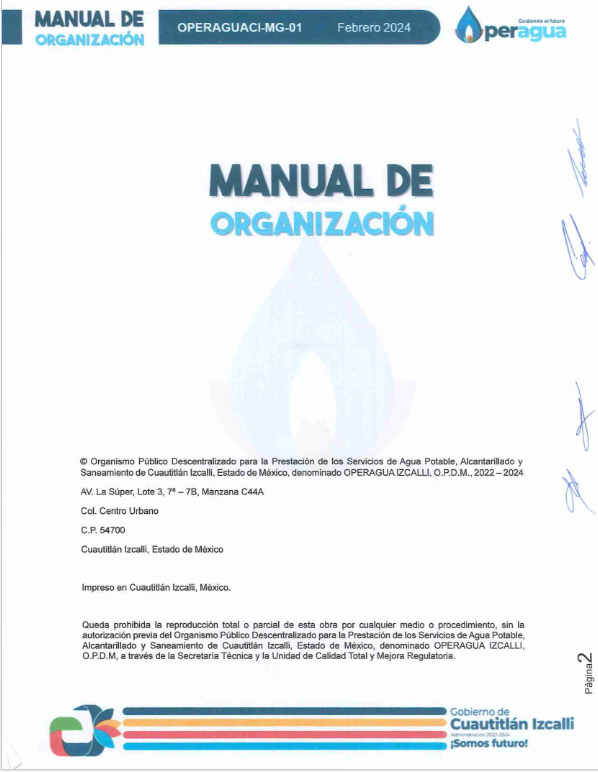 MANUAL DE
ORGANIZACIÓN
OPERAGUACI-MG-01 Febrero 2024
Cuidando el futuro
Operagua
MANUAL DE
ORGANIZACIÓN
© Organismo Público Descentralizado para la Prestación de los Servicios de Agua Potable, Alcantarillado y
Saneamiento de Cuautitlán Izcalli, Estado de México, denominado OPERAGUA IZCALLI, O.P.D.M., 2022 – 2024
AV. La Súper, Lote 3, 7ª – 7B, Manzana C44A
Col. Centro Urbano
C.P. 54700
Cuautitlán Izcalli, Estado de México
Impreso en Cuautitlán Izcalli, México.
Queda prohibida la reproducción total o parcial de esta obra por cualquier medio o procedimiento, sin la
autorización previa del Organismo Público Descentralizado para la Prestación de los Servicios de Agua Potable,
Alcantarillado y Saneamiento de Cuautitlán Izcalli, Estado de México, denominado OPERAGUA IZCALLI,
O.P.D.M, a través de la Secretaría Técnica y la Unidad de Calidad Total y Mejora Regulatoria.
Página2
Gobierno de
Cuautitlán Izcalli
Administración 2022-2024
¡Somos futuro!